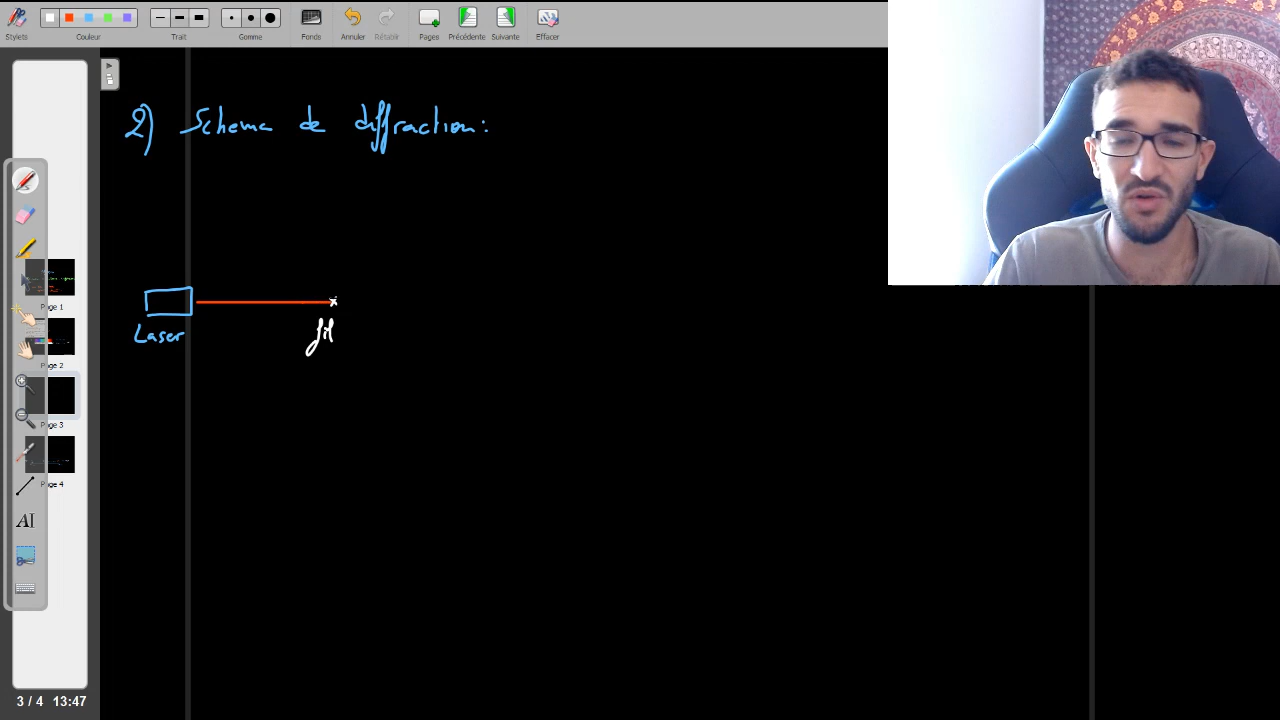 Stylets Couleur Trait Gomme Fonds Annuler Rétablir Pages Précédente Suivante Effacer
2) Schema de diffraction:
Laser
fil
Page 1
Page 2
Page 3
Page 4
AI
3 / 4 13:47